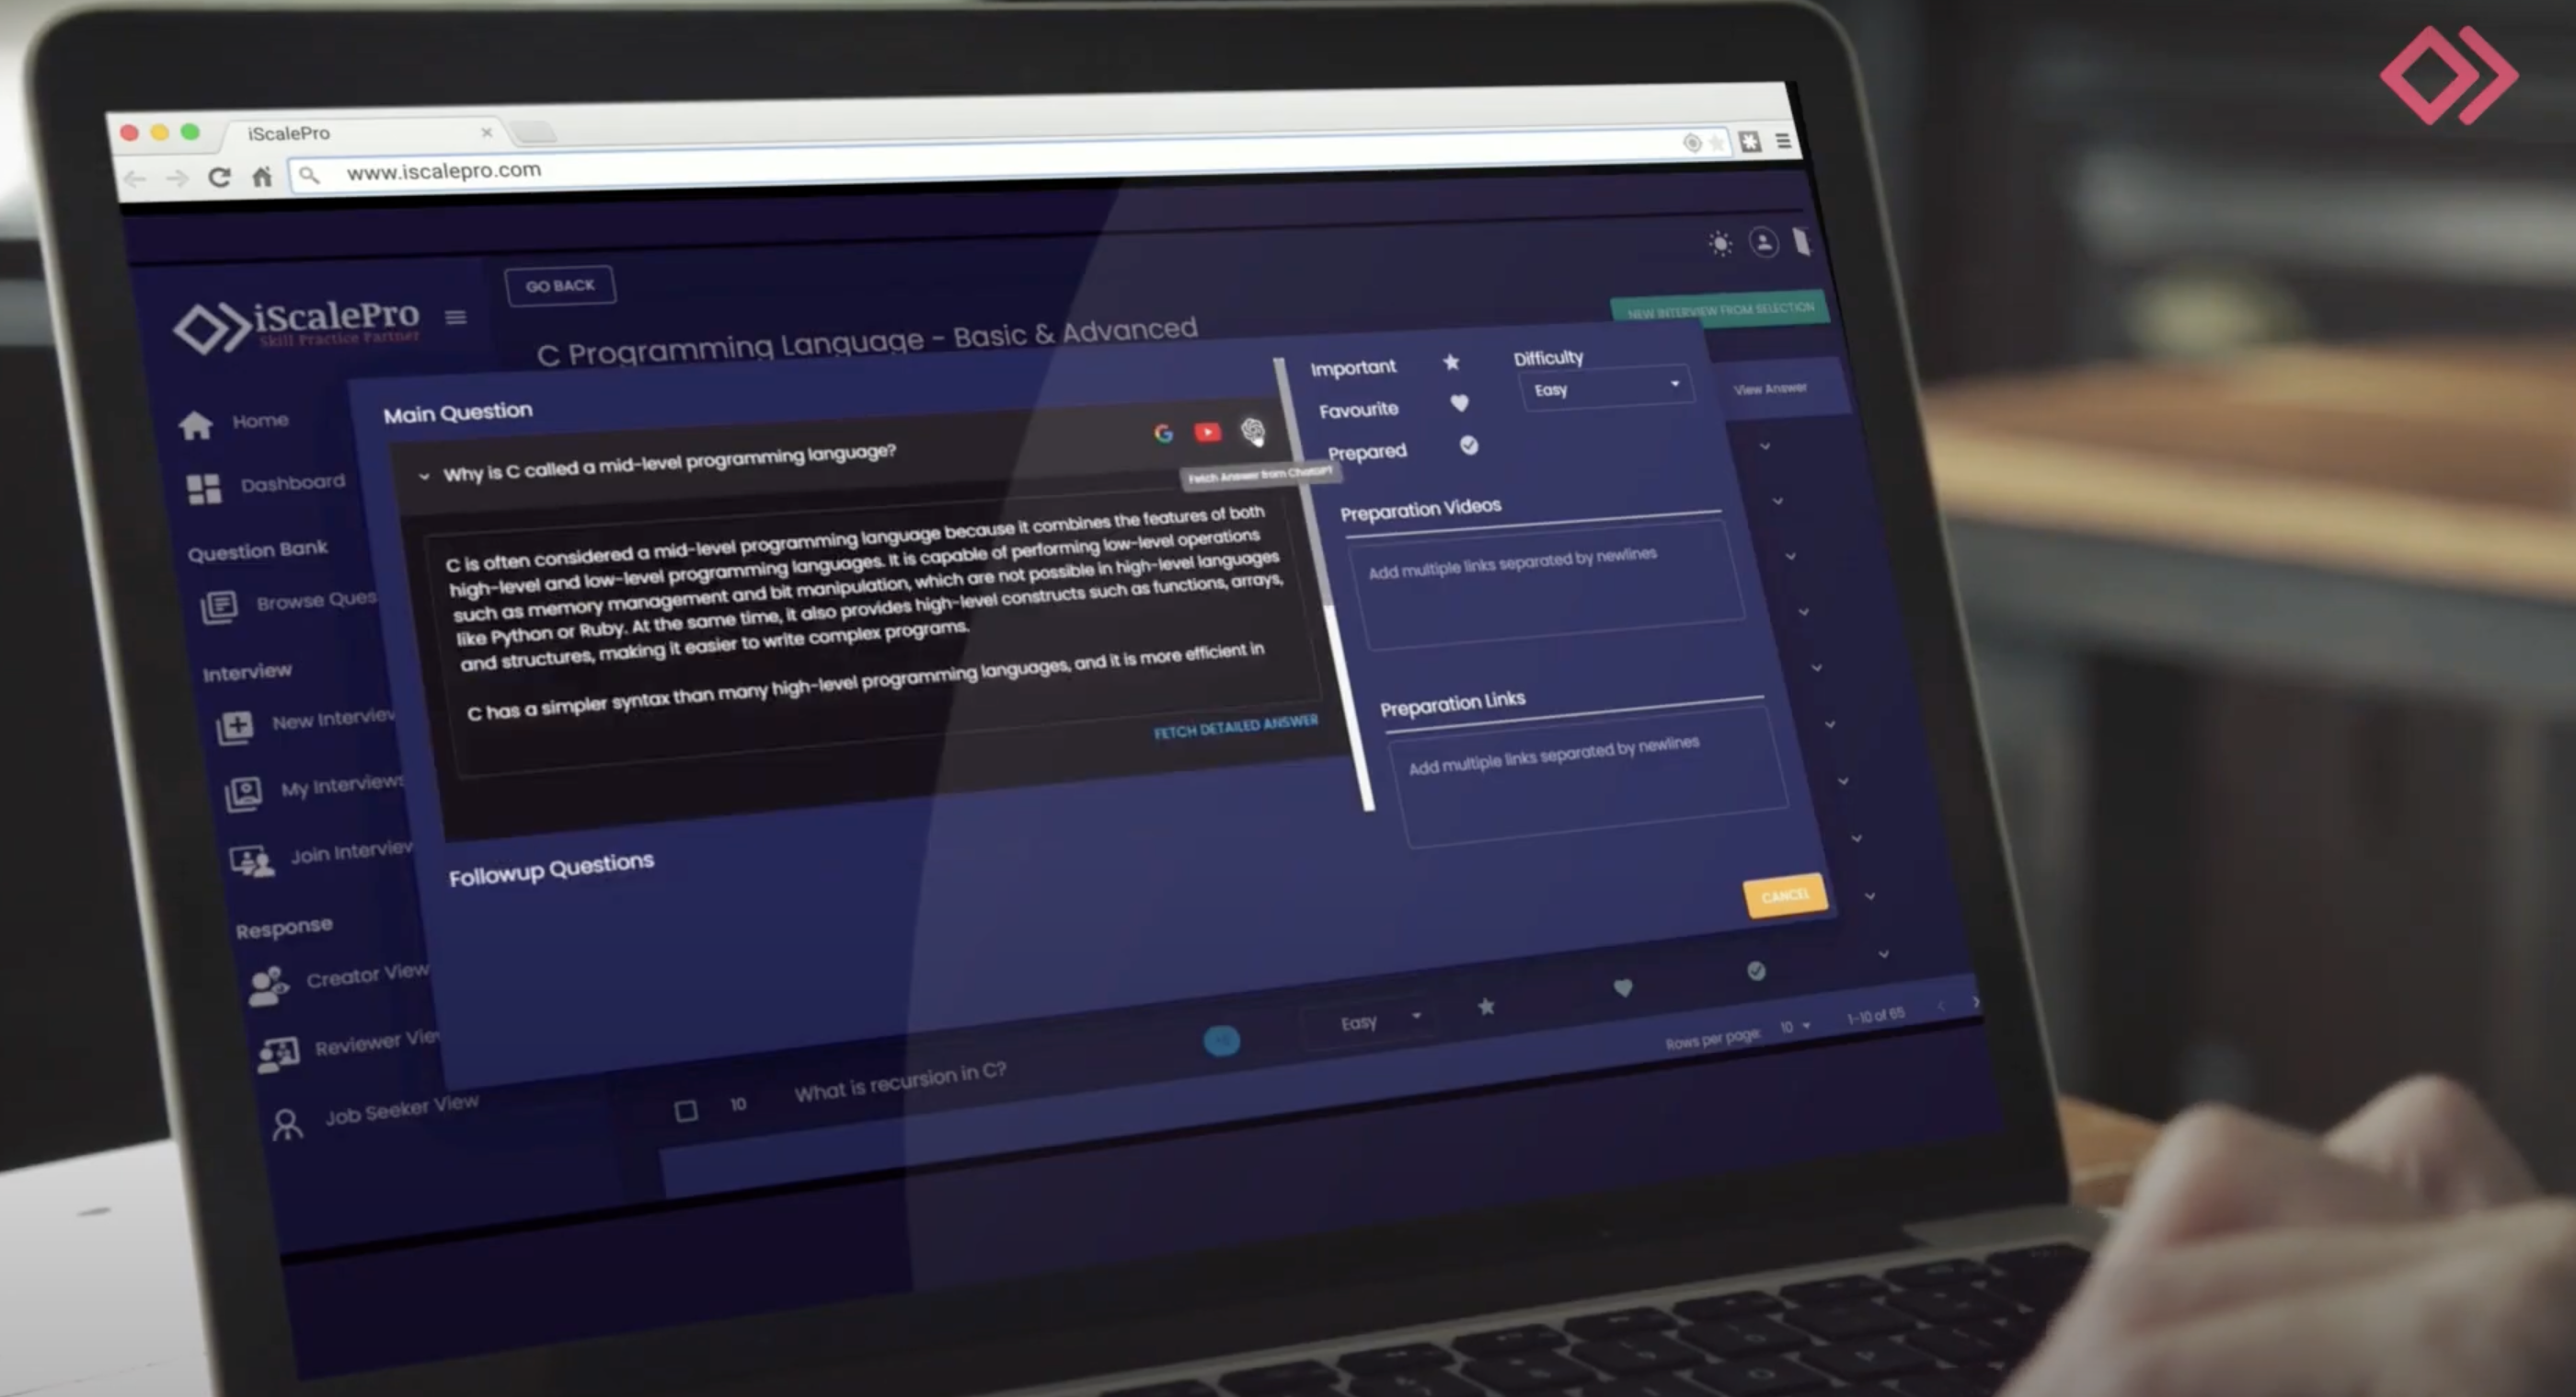 iScalePro
www.iscalepro.com
GO BACK
iScalePro
Skill Practice Partner
C Programming Language - Basic & Advanced
NEW INTERVIEW FROM SELECTION
View Answer
Home
Dashboard
Question Bank
Browse Ques
Interview
New Interview
My Interviews
Join Interview
Response
Creator View
Reviewer Vie
Job Seeker View
Main Question
Why is C called a mid-level programming language?
Fetch Answer from ChatGPT
C is often considered a mid-level programming language because it combines the features of both
high-level and low-level programming languages. It is capable of performing low-level operations
such as memory management and bit manipulation, which are not possible in high-level languages
like Python or Ruby. At the same time, it also provides high-level constructs such as functions, arrays,
and structures, making it easier to write complex programs.
C has a simpler syntax than many high-level programming languages, and it is more efficient in
FETCH DETAILED ANSWER
Followup Questions
Important
Favourite
Prepared
Difficulty
Easy
Preparation Videos
Add multiple links separated by newlines
Preparation Links
Add multiple links separated by newlines
CANCEL
10 What is recursion in C?
Easy
Rows per page: 10 1-10 of 65